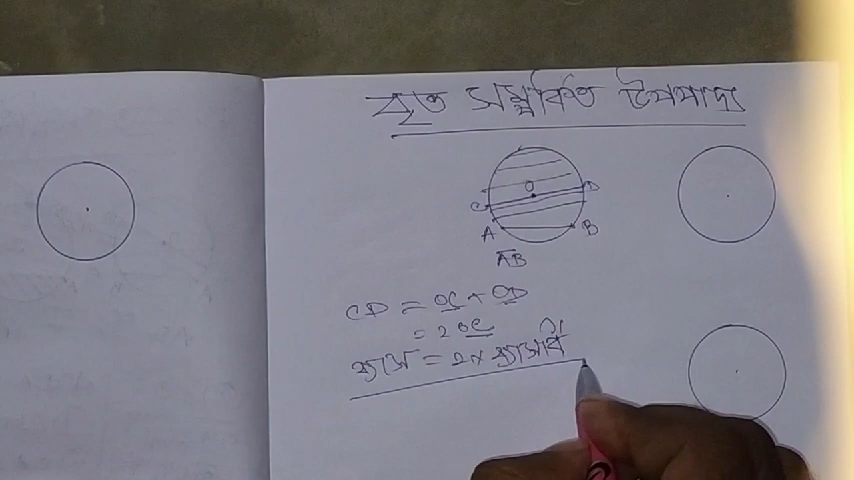 বৃত্ত সম্পর্কিত উপপাদ্য
O
D
C
A
B
AB
CD = OC + OD
= 2 OC
ব্যাস = 2 × ব্যাসার্ধ